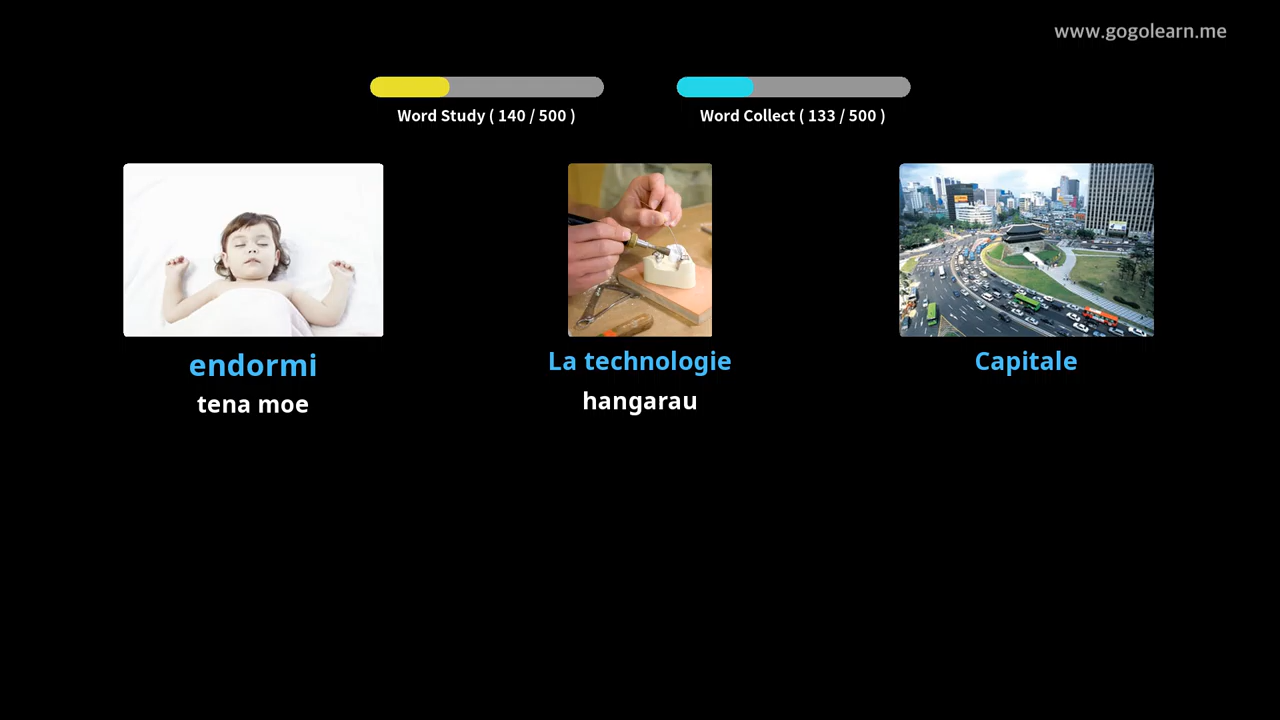 www.gogolearn.me
Word Study ( 140 / 500 )
Word Collect ( 133 / 500 )
endormi
tena moe
La technologie
hangarau
Capitale